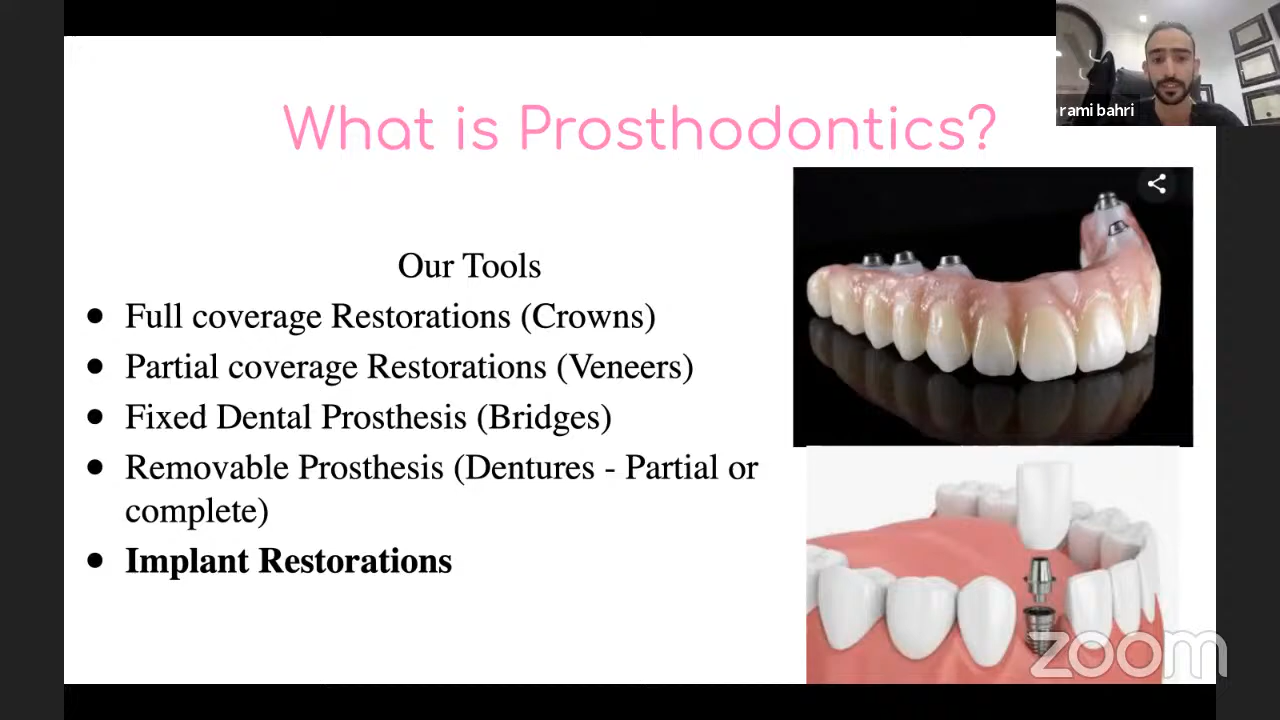 rami bahri
What is Prosthodontics?
Our Tools
● Full coverage Restorations (Crowns)
● Partial coverage Restorations (Veneers)
● Fixed Dental Prosthesis (Bridges)
● Removable Prosthesis (Dentures - Partial or
complete)
● Implant Restorations
zoom